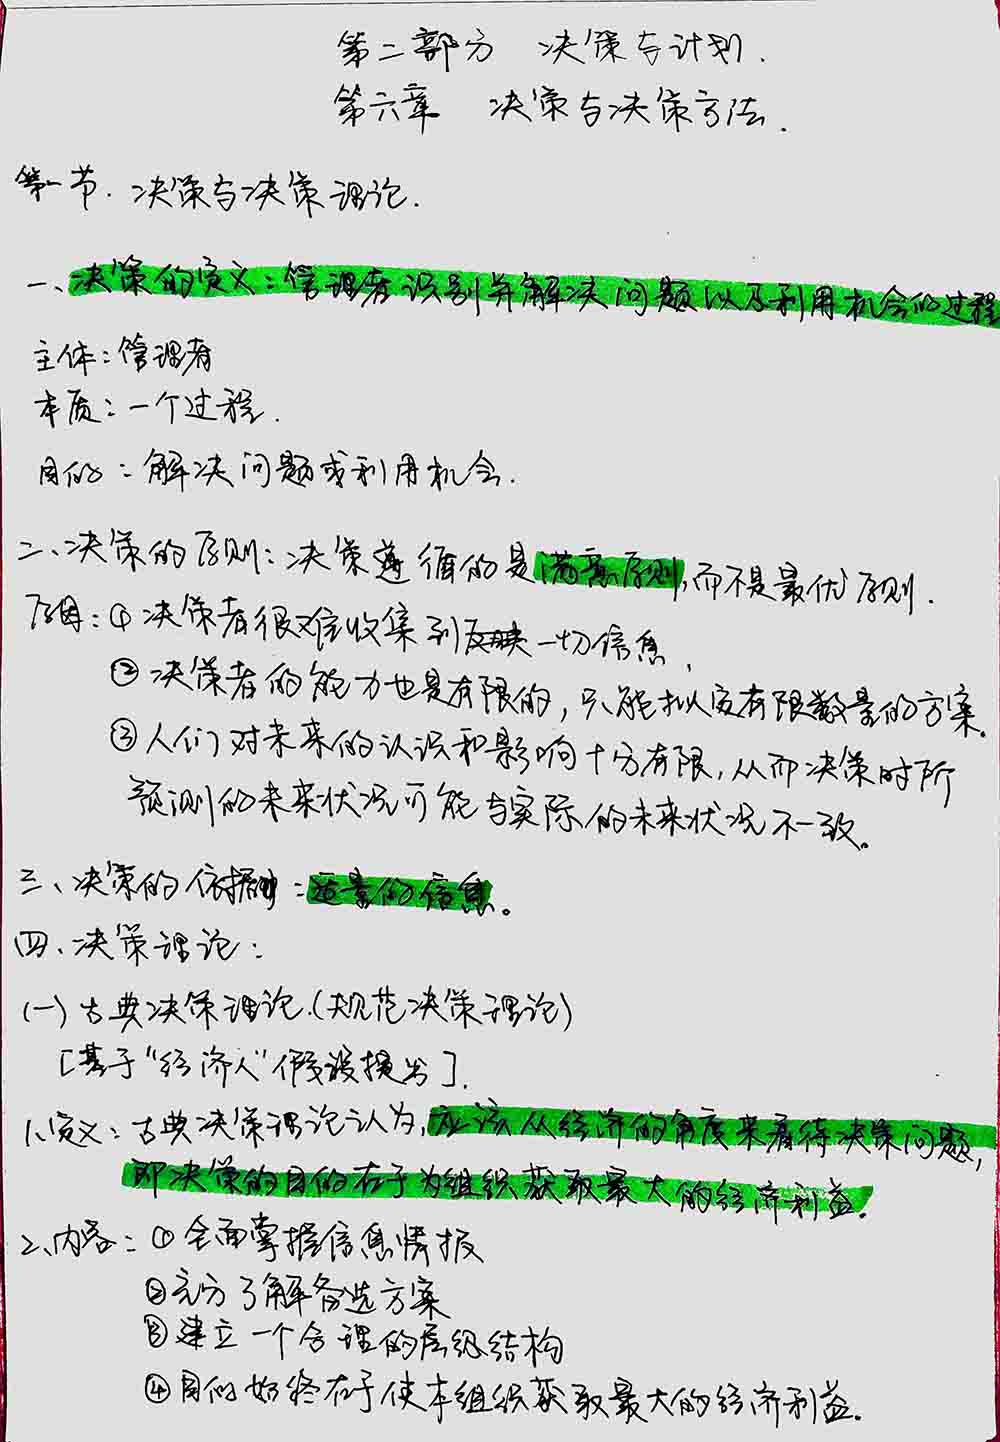 第二部分 决策与计划.
第六章 决策与决策方法.
第一节. 决策与决策理论.
一、决策的定义：管理者识别并解决问题以及利用机会的过程
主体：管理者
本质：一个过程.
目的：解决问题或利用机会.
二、决策的原则：决策遵循的是满意原则,而不是最优原则.
原因：①决策者很难收集到反映一切信息,
②决策者的能力也是有限的，只能拟定有限数量的方案。
③人们对未来的认识和影响十分有限，从而决策时所
预测的未来状况可能与实际的未来状况不一致。
三、决策的依据：适量的信息。
四、决策理论：
(一)古典决策理论.(规范决策理论)
[基于“经济人”假设提出].
1.定义：古典决策理论认为,应该从经济的角度来看待决策问题,
即决策的目的在于为组织获取最大的经济利益。
2、内容：①全面掌握信息情报
②充分了解备选方案
③建立一个合理的层级结构
④目的始终在于使本组织获取最大的经济利益。